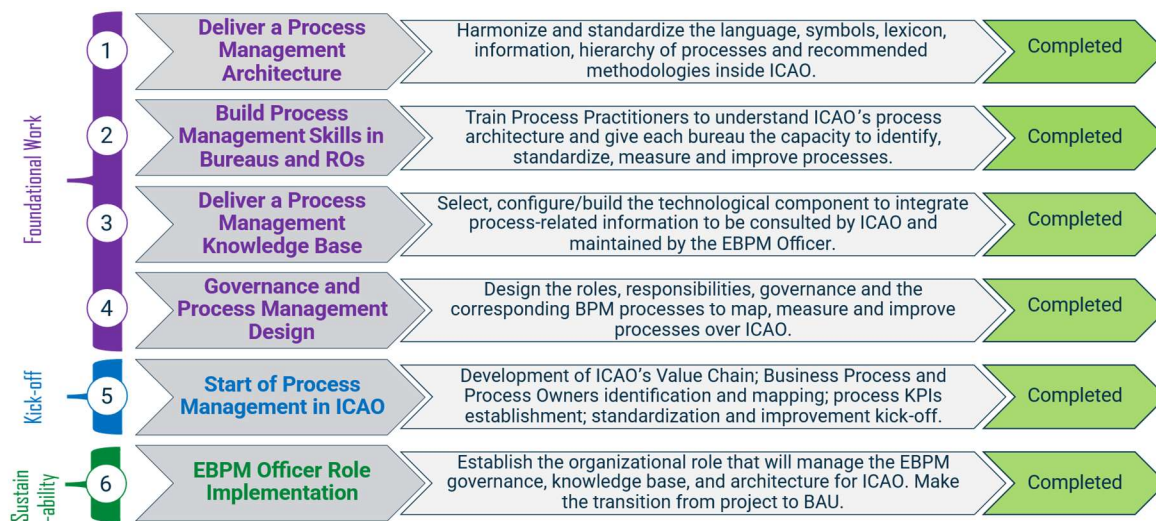 Foundational Work
1
Deliver a Process
Management
Architecture
Harmonize and standardize the language, symbols, lexicon,
information, hierarchy of processes and recommended
methodologies inside ICAO.
Completed
2
Build Process
Management Skills in
Bureaus and ROs
Train Process Practitioners to understand ICAO's process
architecture and give each bureau the capacity to identify,
standardize, measure and improve processes.
Completed
3
Deliver a Process
Management
Knowledge Base
Select, configure/build the technological component to integrate
process-related information to be consulted by ICAO and
maintained by the EBPM Officer.
Completed
4
Governance and
Process Management
Design
Design the roles, responsibilities, governance and the
corresponding BPM processes to map, measure and improve
processes over ICAO.
Completed
Kick-off
5
Start of Process
Management in ICAO
Development of ICAO's Value Chain; Business Process and
Process Owners identification and mapping; process KPIs
establishment; standardization and improvement kick-off.
Completed
Sustain
-ability
6
EBPM Officer Role
Implementation
Establish the organizational role that will manage the EBPM
governance, knowledge base, and architecture for ICAO. Make
the transition from project to BAU.
Completed